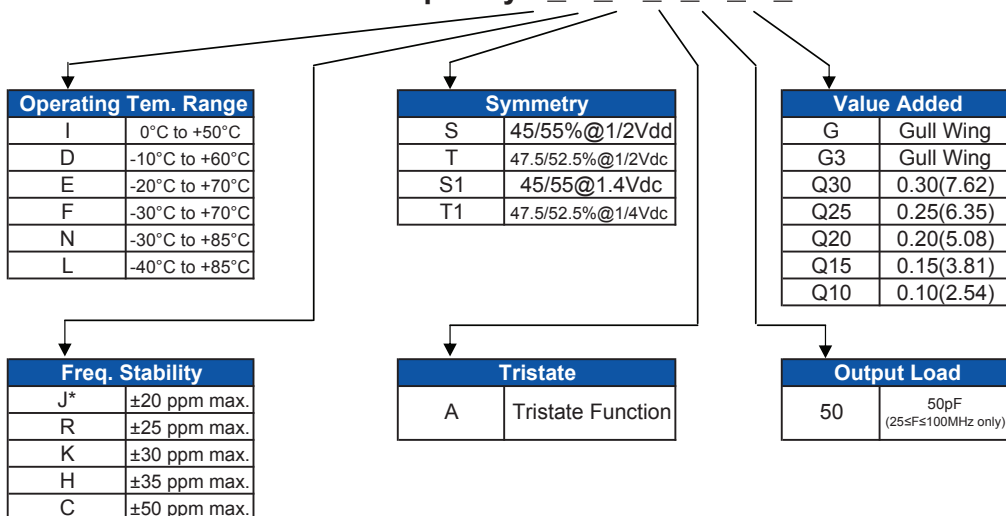 Operating Tem. Range
I 0°C to +50°C
D -10°C to +60°C
E -20°C to +70°C
F -30°C to +70°C
N -30°C to +85°C
L -40°C to +85°C
Symmetry
S 45/55%@1/2Vdd
T 47.5/52.5%@1/2Vdc
S1 45/55@1.4Vdc
T1 47.5/52.5%@1/4Vdc
Value Added
G Gull Wing
G3 Gull Wing
Q30 0.30(7.62)
Q25 0.25(6.35)
Q20 0.20(5.08)
Q15 0.15(3.81)
Q10 0.10(2.54)
Freq. Stability
J* ±20 ppm max.
R ±25 ppm max.
K ±30 ppm max.
H ±35 ppm max.
C ±50 ppm max.
Tristate
A Tristate Function
Output Load
50 50pF
(25≤F≤100MHz only)